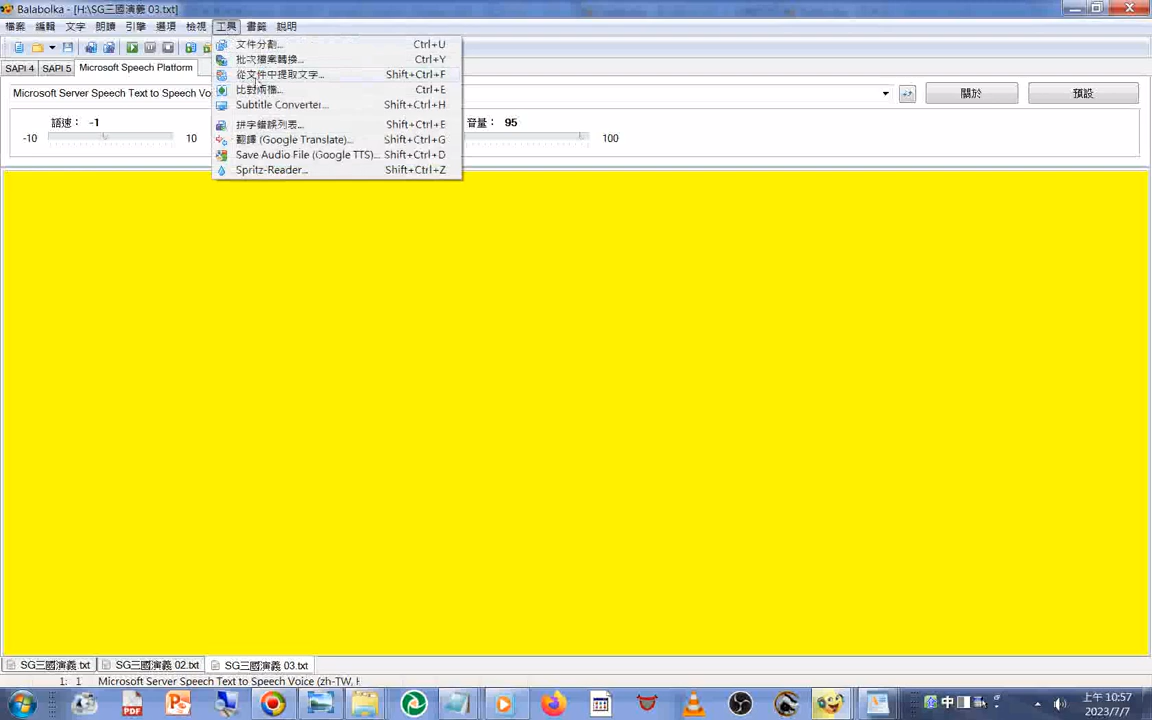 Balabolka - [H:\SG三國演義 03.txt]
檔案 編輯 文字 朗讀 引擎 選項 檢視 工具 書籤 說明
文件分割... Ctrl+U
批次檔案轉換... Ctrl+Y
從文件中提取文字... Shift+Ctrl+F
比對兩檔... Ctrl+E
Subtitle Converter... Shift+Ctrl+H
拼字錯誤列表... Shift+Ctrl+E
翻譯 (Google Translate)... Shift+Ctrl+G
Save Audio File (Google TTS)... Shift+Ctrl+D
Spritz-Reader... Shift+Ctrl+Z
SAPI 4 SAPI 5 Microsoft Speech Platform
Microsoft Server Speech Text to Speech Vo
關於 預設
語速： -1 音量： 95
-10 10 100
SG三國演義 txt SG三國演義 02.txt SG三國演義 03.txt
1: 1 Microsoft Server Speech Text to Speech Voice (zh-TW, H
PDF 中 上午 10:57
2023/7/7